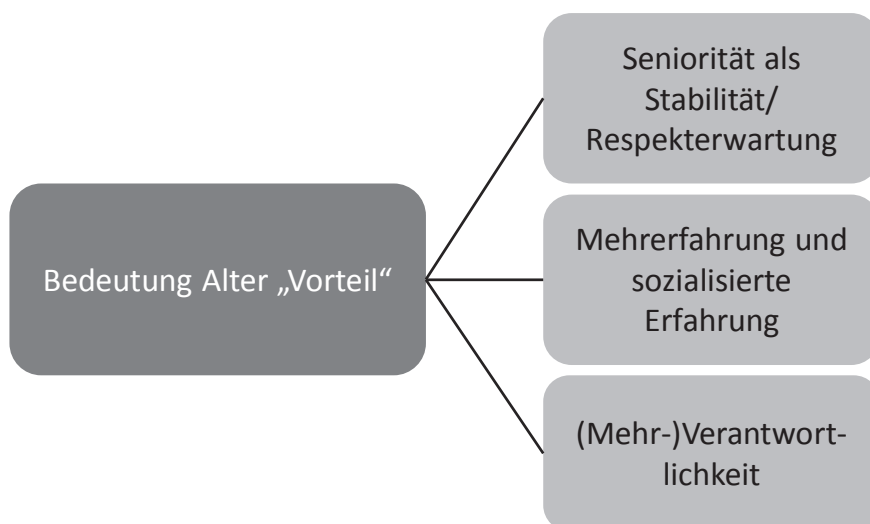 Seniorität als
Stabilität/
Respekterwartung
Bedeutung Alter „Vorteil“
Mehrerfahrung und
sozialisierte
Erfahrung
(Mehr-)Verantwort-
lichkeit